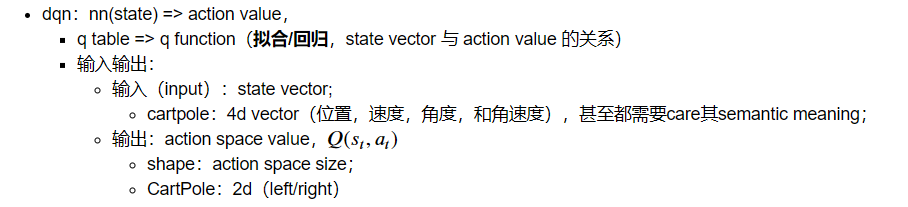 • dqn：nn(state) => action value，
▪ q table => q function（拟合/回归，state vector 与 action value 的关系）
▪ 输入输出：
◦ 输入（input）：state vector;
◦ cartpole：4d vector（位置，速度，角度，和角速度），甚至都需要care其semantic meaning；
◦ 输出：action space value，Q(s_t, a_t)
◦ shape：action space size；
◦ CartPole：2d（left/right）